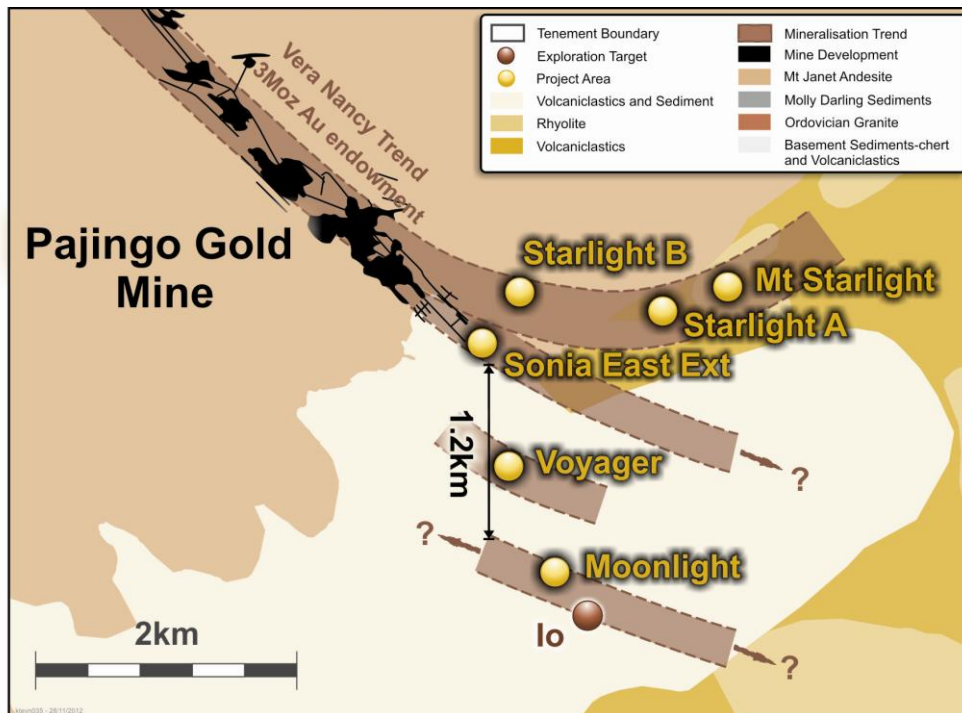 Tenement Boundary
Exploration Target
Project Area
Volcaniclastics and Sediment
Rhyolite
Volcaniclastics
Mineralisation Trend
Mine Development
Mt Janet Andesite
Molly Darling Sediments
Ordovician Granite
Basement Sediments-chert
and Volcaniclastics
Vera Nancy Trend
3Moz Au endowment
Pajingo Gold
Mine
Starlight B
Mt Starlight
Starlight A
Sonia East Ext
1.2km
Voyager
?
?
Moonlight
Io
?
2km